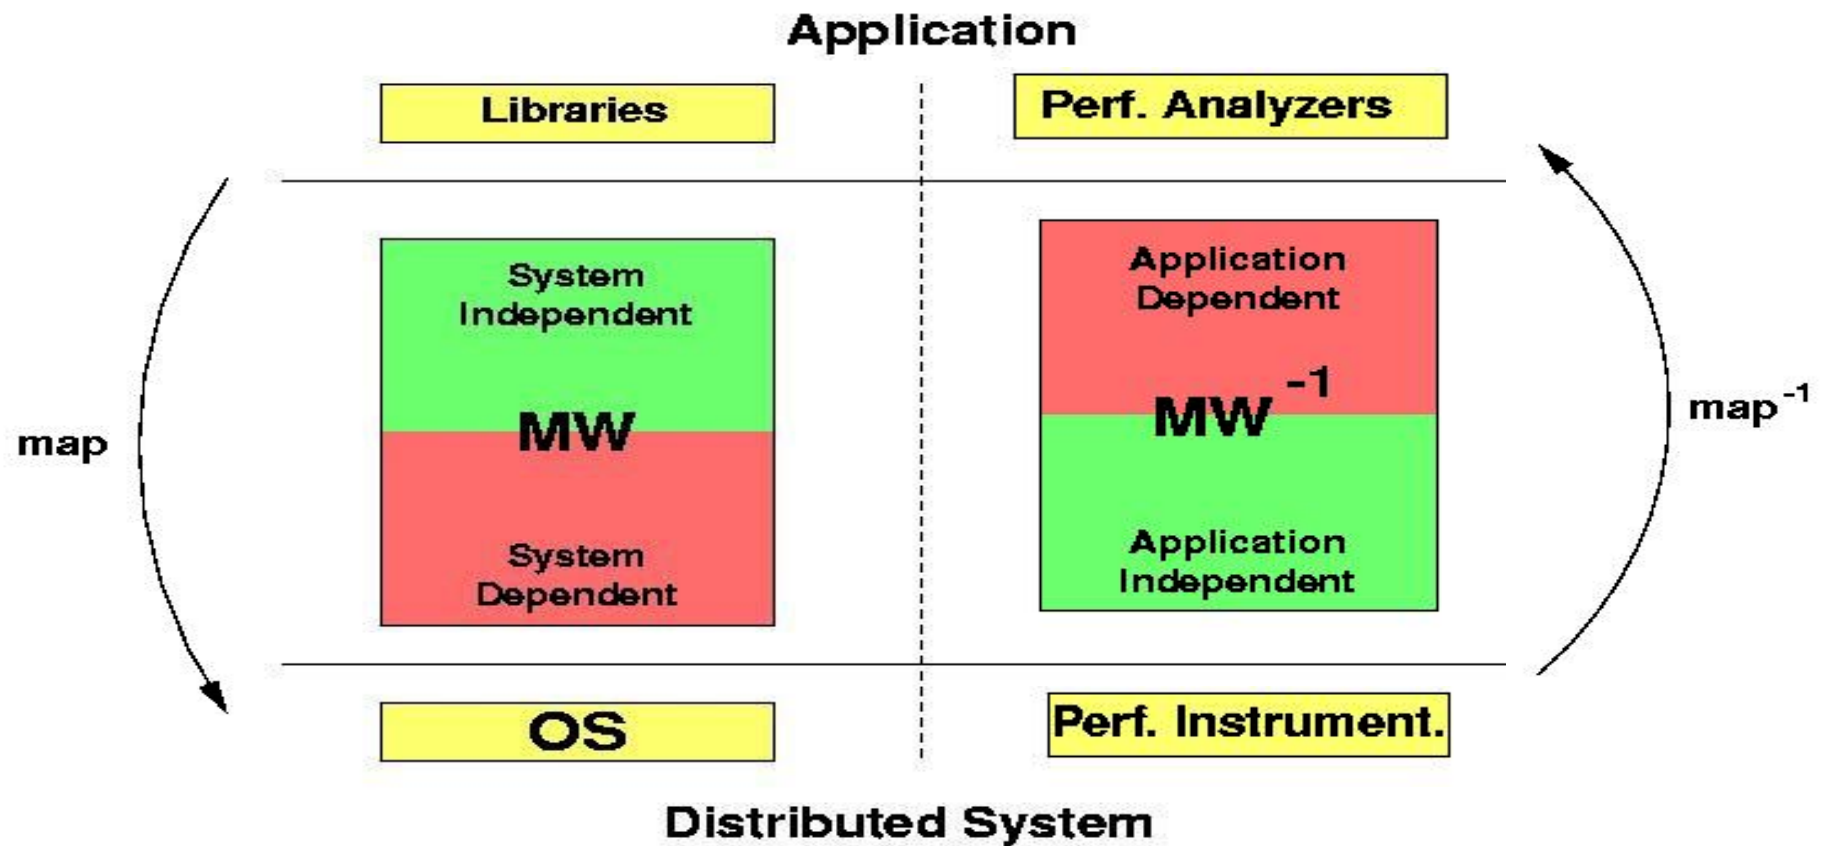 Application
Libraries
Perf. Analyzers
System
Independent
MW
System
Dependent
Application
Dependent
MW⁻¹
Application
Independent
map
map⁻¹
OS
Perf. Instrument.
Distributed System